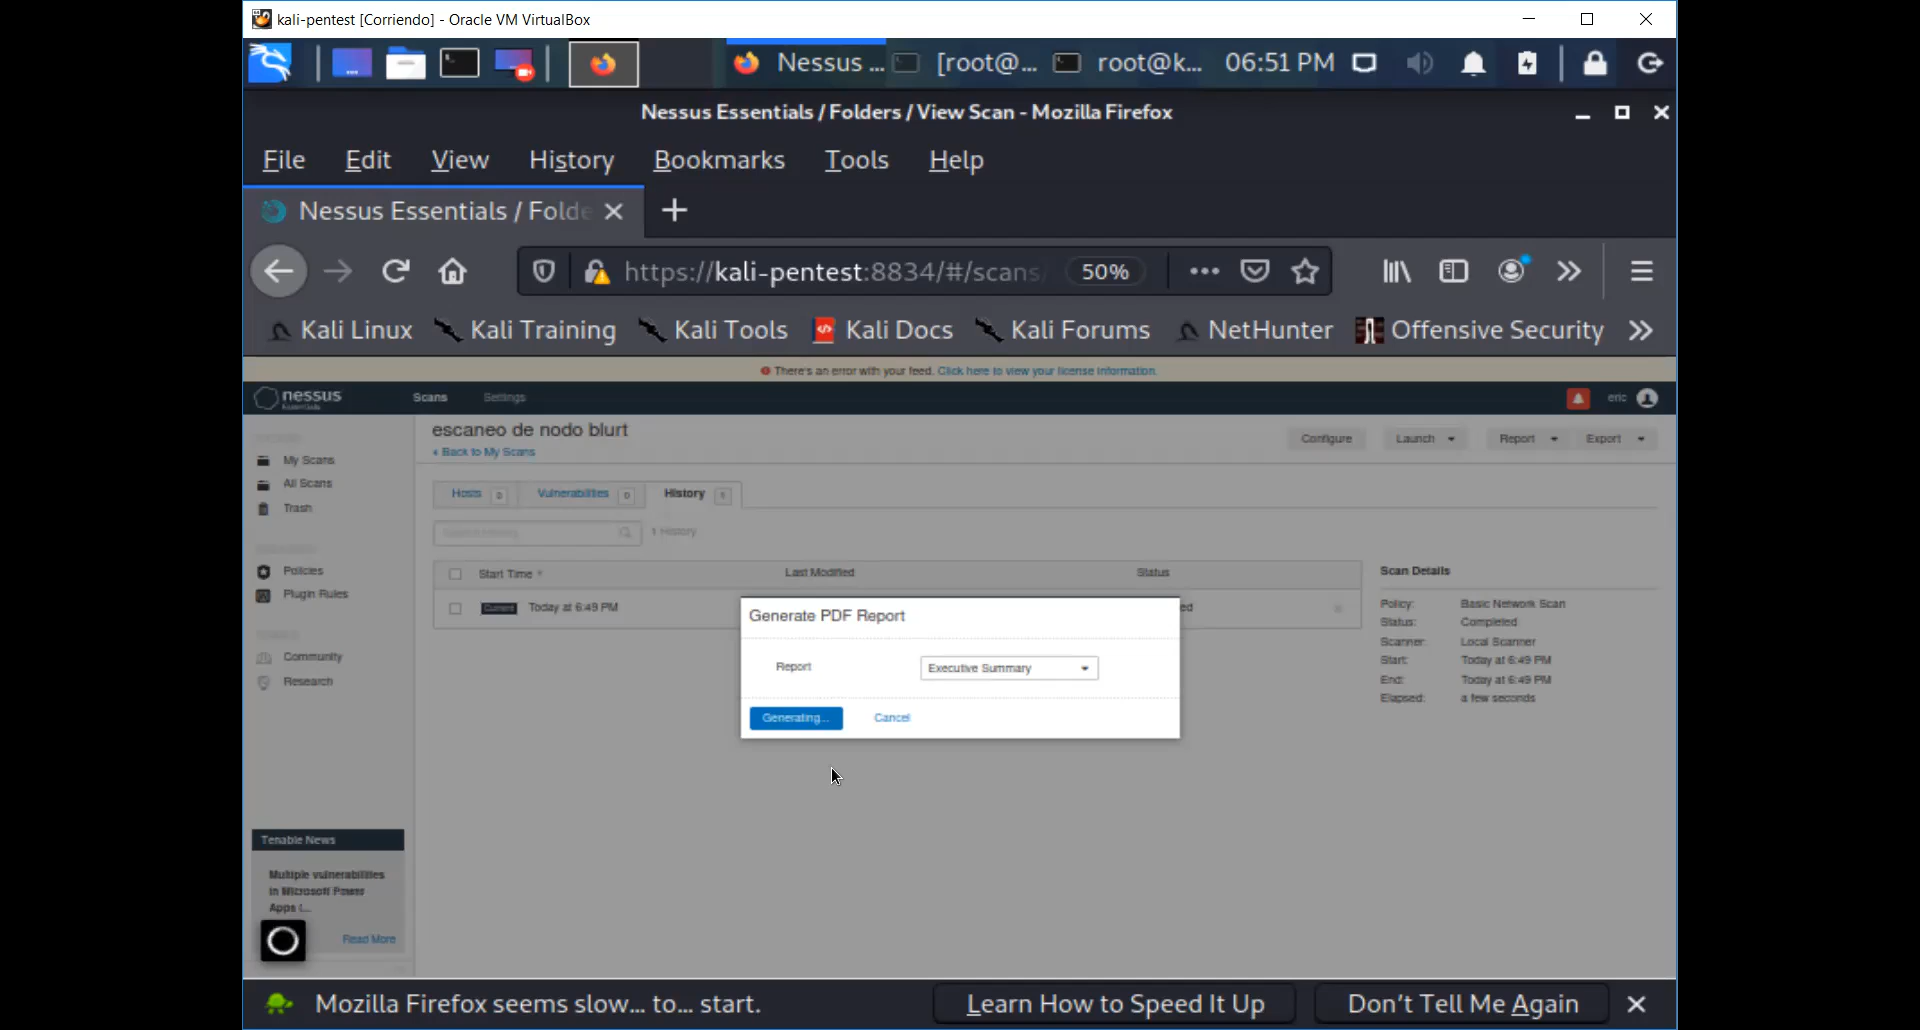 kali-pentest [Corriendo] - Oracle VM VirtualBox
Nessus ... [root@... root@k... 06:51 PM
Nessus Essentials / Folders / View Scan - Mozilla Firefox
File Edit View History Bookmarks Tools Help
Nessus Essentials / Folde
https://kali-pentest:8834/#/scans/ 50%
Kali Linux Kali Training Kali Tools Kali Docs Kali Forums NetHunter Offensive Security
There's an error with your feed. Click here to view your license information.
nessus Scans Settings eric
Essentials
escaneo de nodo blurt Configure Launch Report Export
Back to My Scans
My Scans
All Scans
Trash
Policies
Plugin Rules
Community
Research
Hosts 0 Vulnerabilities 0 History 1
1 History
Start Time Last Modified Status
Current Today at 6:49 PM ed
Generate PDF Report
Report Executive Summary
Generating... Cancel
Scan Details
Policy: Basic Network Scan
Status: Completed
Scanner: Local Scanner
Start: Today at 6:49 PM
End: Today at 6:49 PM
Elapsed: a few seconds
Tenable News
Multiple vulnerabilities
in Microsoft Power
Apps (...
Read More
Mozilla Firefox seems slow... to... start. Learn How to Speed It Up Don't Tell Me Again